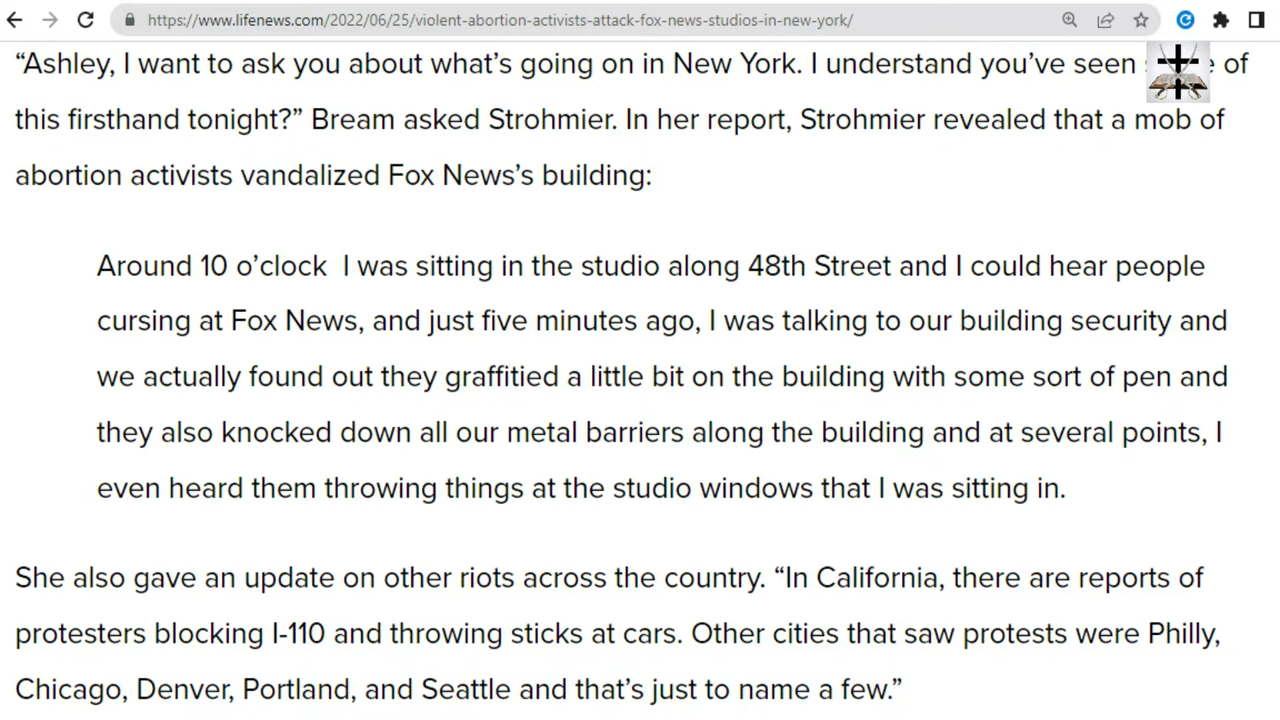 https://www.lifenews.com/2022/06/25/violent-abortion-activists-attack-fox-news-studios-in-new-york/
“Ashley, I want to ask you about what’s going on in New York. I understand you’ve seen of
this firsthand tonight?” Bream asked Strohmier. In her report, Strohmier revealed that a mob of
abortion activists vandalized Fox News’s building:
Around 10 o’clock I was sitting in the studio along 48th Street and I could hear people
cursing at Fox News, and just five minutes ago, I was talking to our building security and
we actually found out they graffitied a little bit on the building with some sort of pen and
they also knocked down all our metal barriers along the building and at several points, I
even heard them throwing things at the studio windows that I was sitting in.
She also gave an update on other riots across the country. “In California, there are reports of
protesters blocking I-110 and throwing sticks at cars. Other cities that saw protests were Philly,
Chicago, Denver, Portland, and Seattle and that’s just to name a few.”